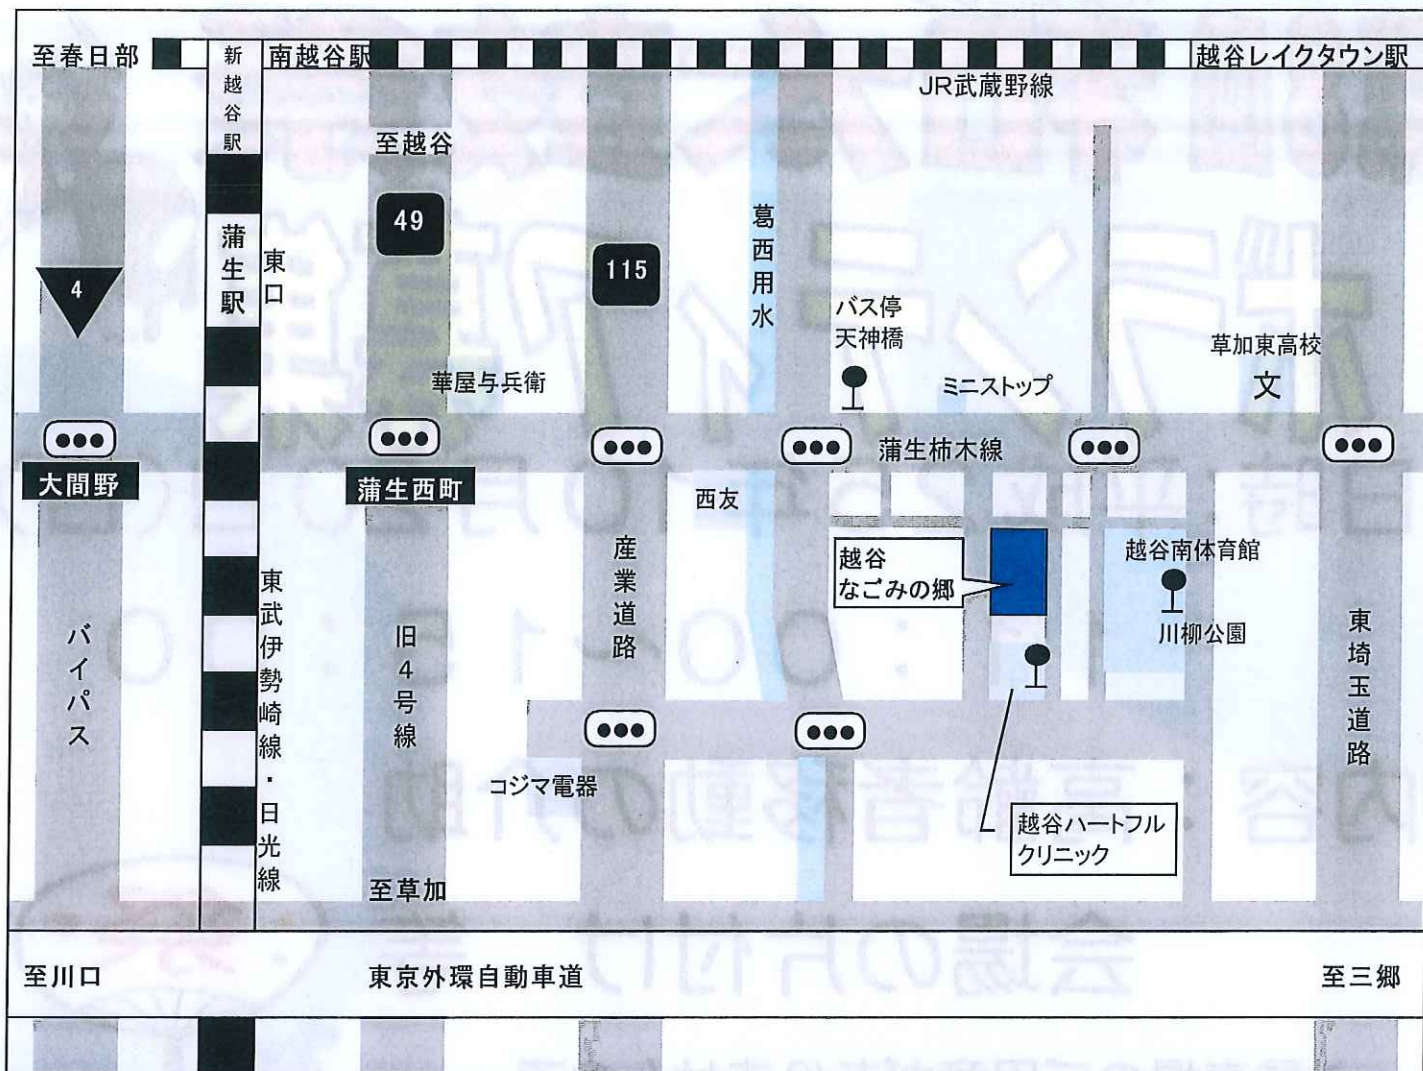 至春日部
新越谷駅
南越谷駅
越谷レイクタウン駅
JR武蔵野線
至越谷
49
115
4
蒲生駅
東口
葛西用水
バス停
天神橋
華屋与兵衛
ミニストップ
草加東高校
文
蒲生柿木線
大間野
蒲生西町
西友
産業道路
越谷
なごみの郷
越谷南体育館
川柳公園
バイパス
東武伊勢崎線・日光線
旧4号線
東埼玉道路
コジマ電器
越谷ハートフル
クリニック
至草加
至川口
東京外環自動車道
至三郷